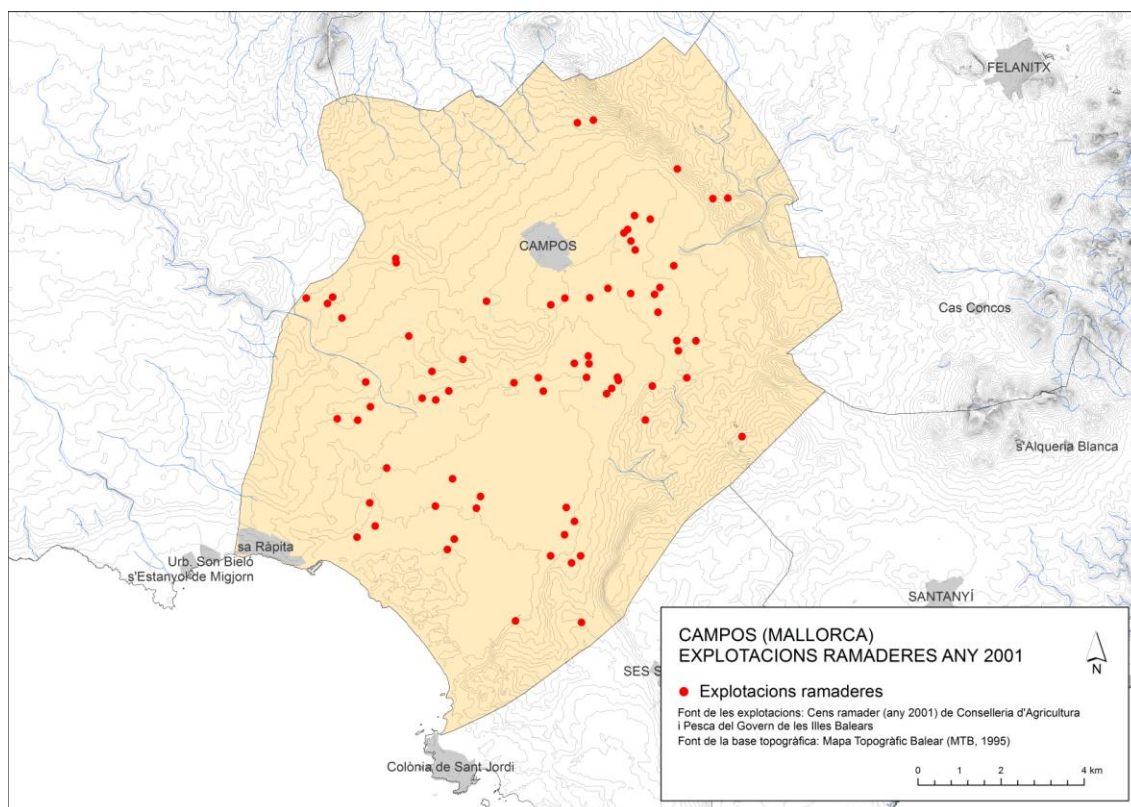 FELANITX
CAMPOS
Cas Concos
s'Alqueria Blanca
sa Ràpita
Urb. Son Bieló
s'Estanyol de Migjorn
SANTANYÍ
SES S
Colònia de Sant Jordi
CAMPOS (MALLORCA)
EXPLOTACIONS RAMADERES ANY 2001
N
Explotacions ramaderes
Font de les explotacions: Cens ramader (any 2001) de Conselleria d'Agricultura
i Pesca del Govern de les Illes Balears
Font de la base topogràfica: Mapa Topogràfic Balear (MTB, 1995)
0 1 2 4 km